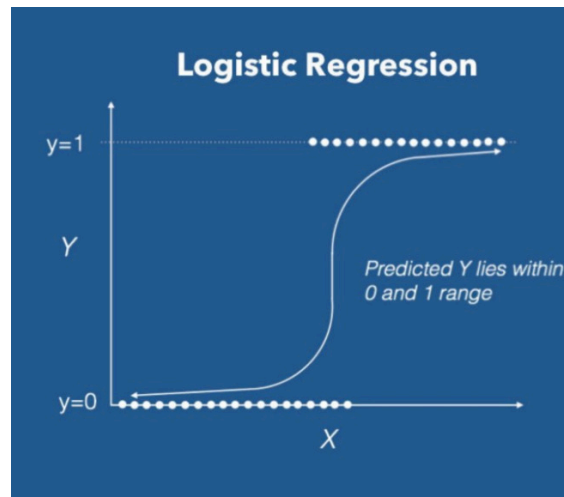 Logistic Regression
y=1
Y
Predicted Y lies within
0 and 1 range
y=0
X